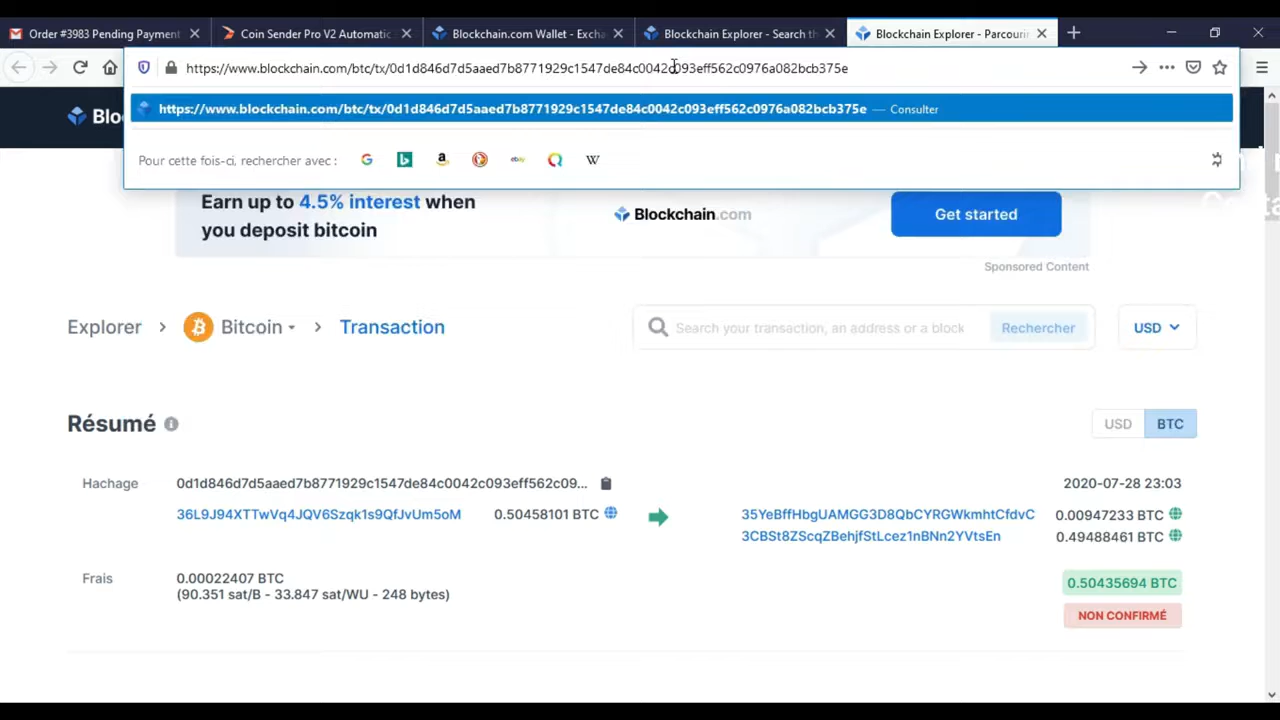 Order #3983 Pending Payment
Coin Sender Pro V2 Automatic
Blockchain.com Wallet - Excha
Blockchain Explorer - Search th
Blockchain Explorer - Parcourir
https://www.blockchain.com/btc/tx/0d1d846d7d5aaed7b8771929c1547de84c0042c093eff562c0976a082bcb375e
https://www.blockchain.com/btc/tx/0d1d846d7d5aaed7b8771929c1547de84c0042c093eff562c0976a082bcb375e — Consulter
Blo
Pour cette fois-ci, rechercher avec :
Earn up to 4.5% interest when
you deposit bitcoin
Blockchain.com
Get started
Sponsored Content
Explorer > Bitcoin > Transaction
Search your transaction, an address or a block
Rechercher
USD
Résumé
USD BTC
Hachage 0d1d846d7d5aaed7b8771929c1547de84c0042c093eff562c09... 2020-07-28 23:03
36L9J94XTTwVq4JQV6Szqk1s9QfJvUm5oM 0.50458101 BTC 35YeBffHbgUAMGG3D8QbCYRGWkmhtCfdvC 0.00947233 BTC
3CBSt8ZScqZBehjfStLcez1nBNn2YVtsEn 0.49488461 BTC
Frais 0.00022407 BTC 0.50435694 BTC
(90.351 sat/B - 33.847 sat/WU - 248 bytes)
NON CONFIRMÉ